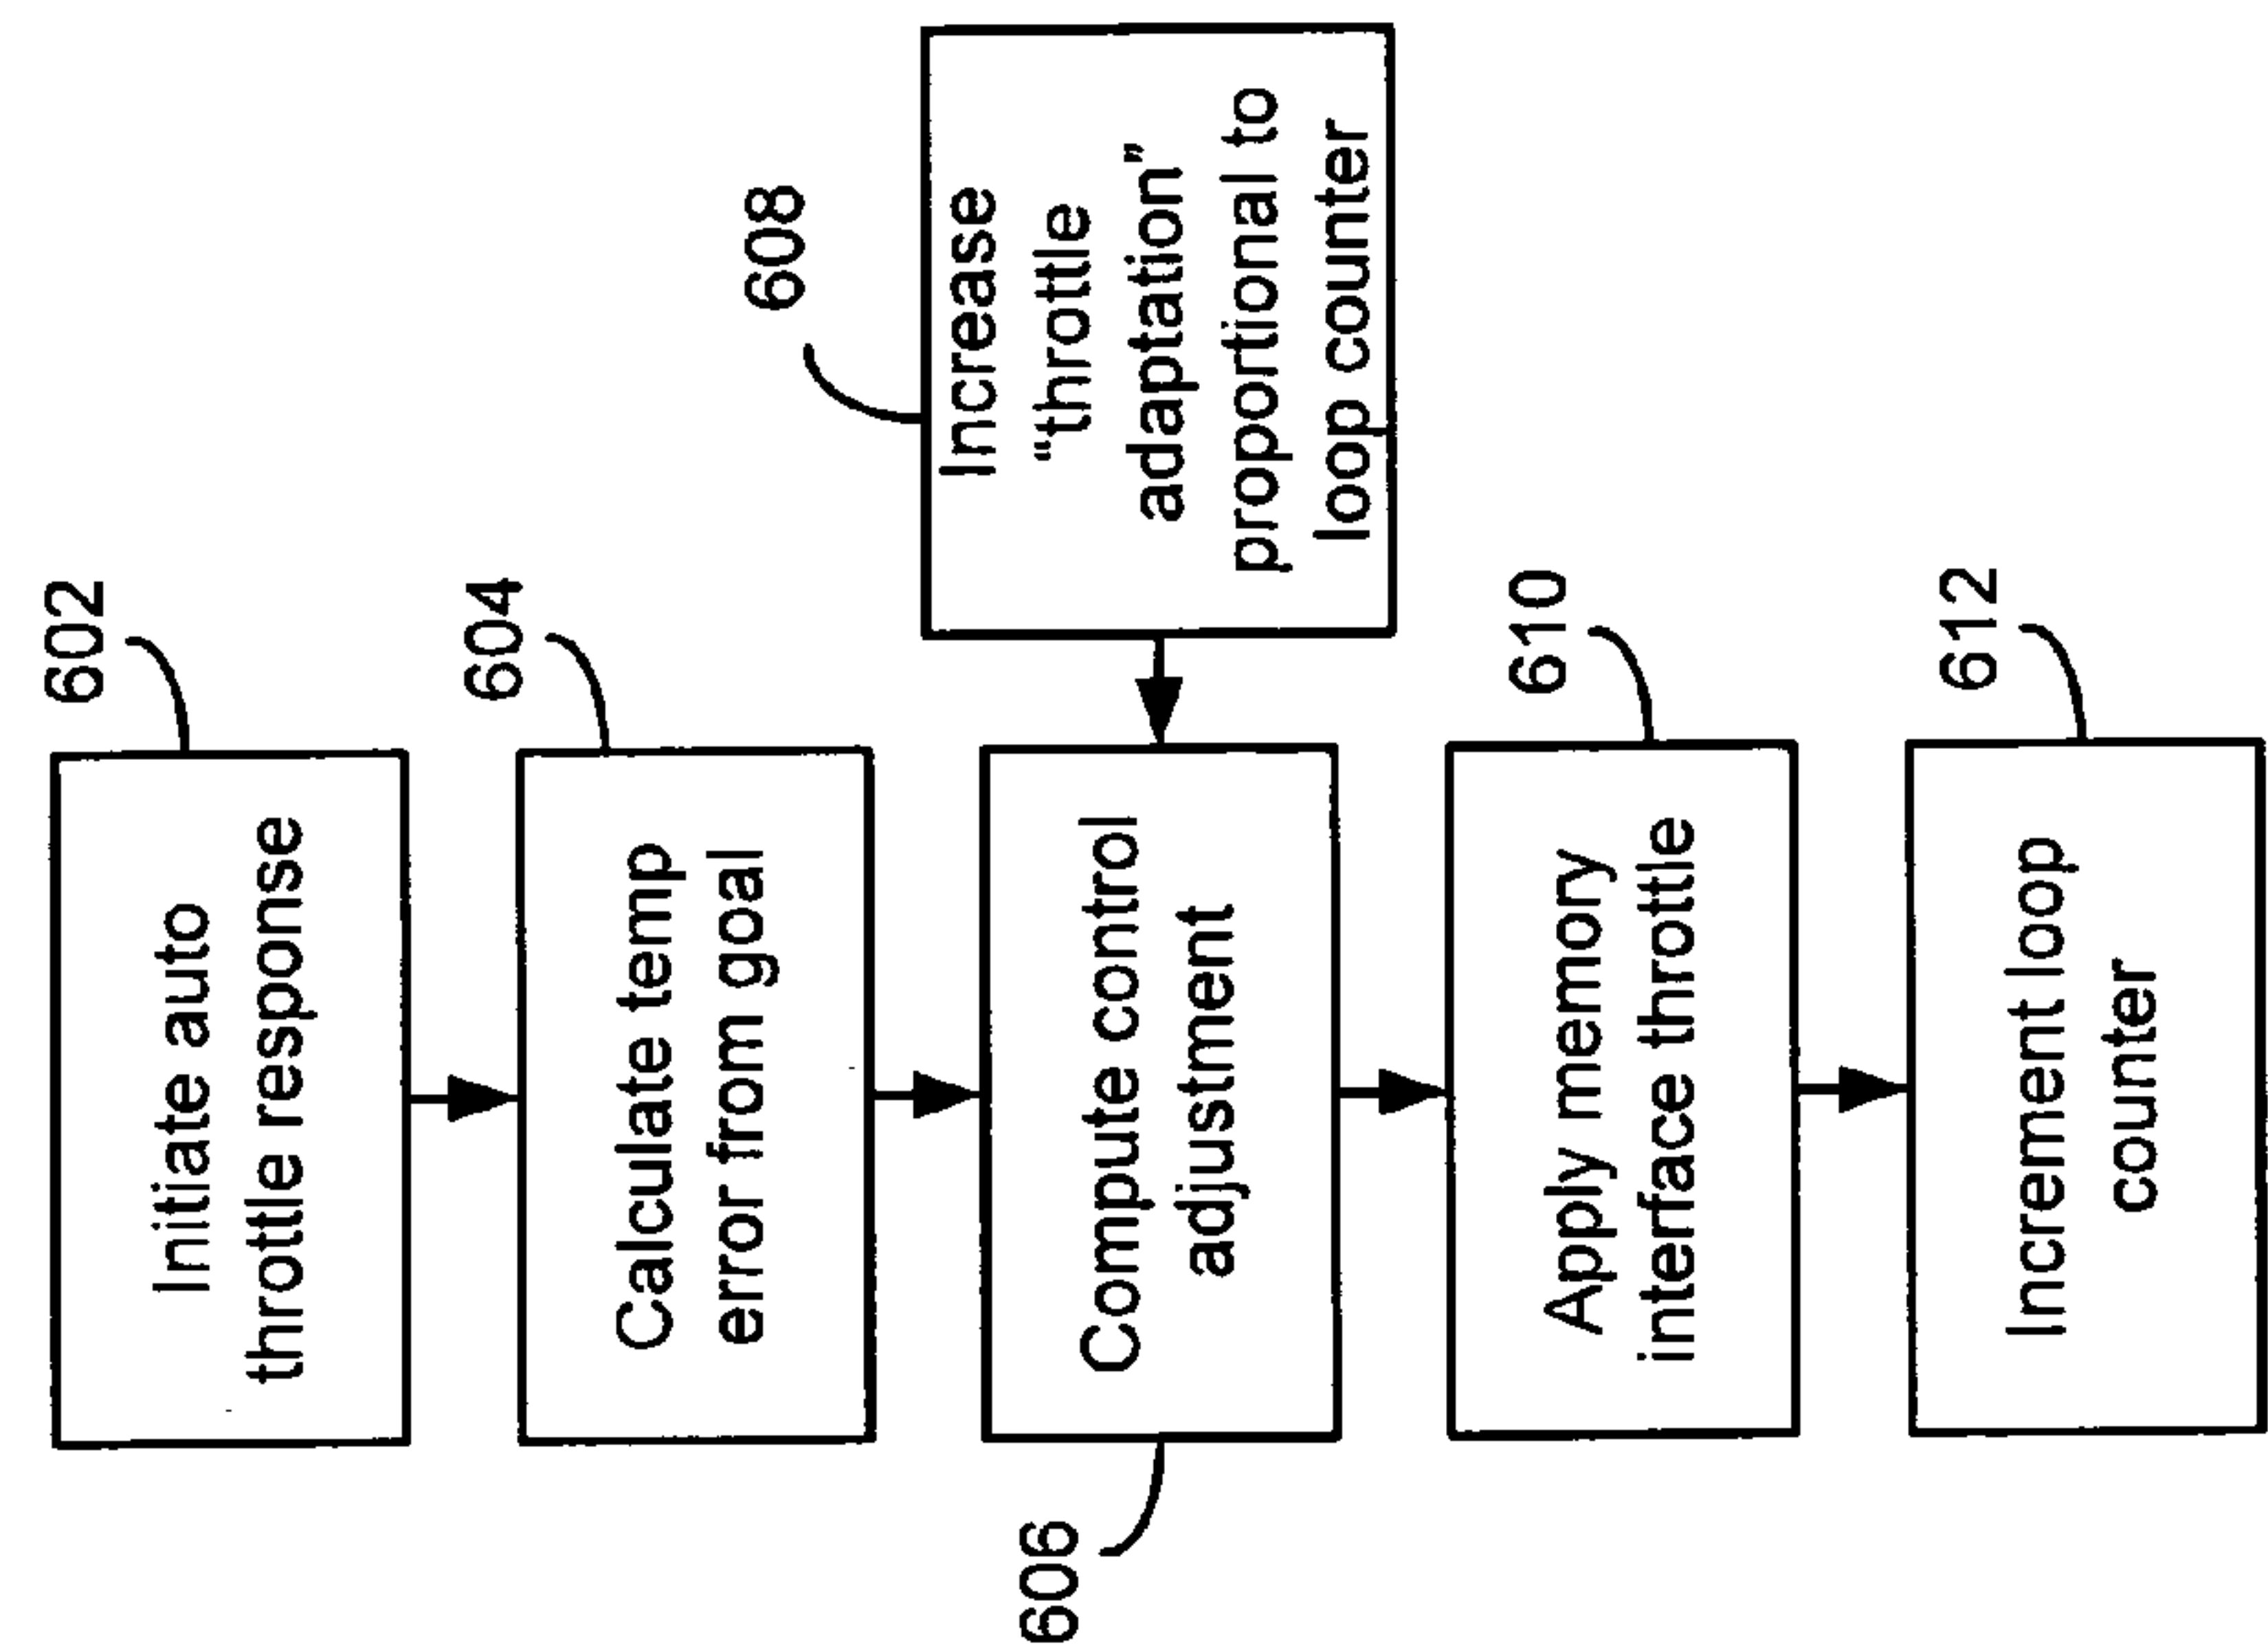 602
Initiate auto
throttle response
604
Calculate temp
error from goal
606
Compute control
adjustment
608
Increase
“throttle
adaptation”
proportional to
loop counter
610
Apply memory
interface throttle
612
Increment loop
counter